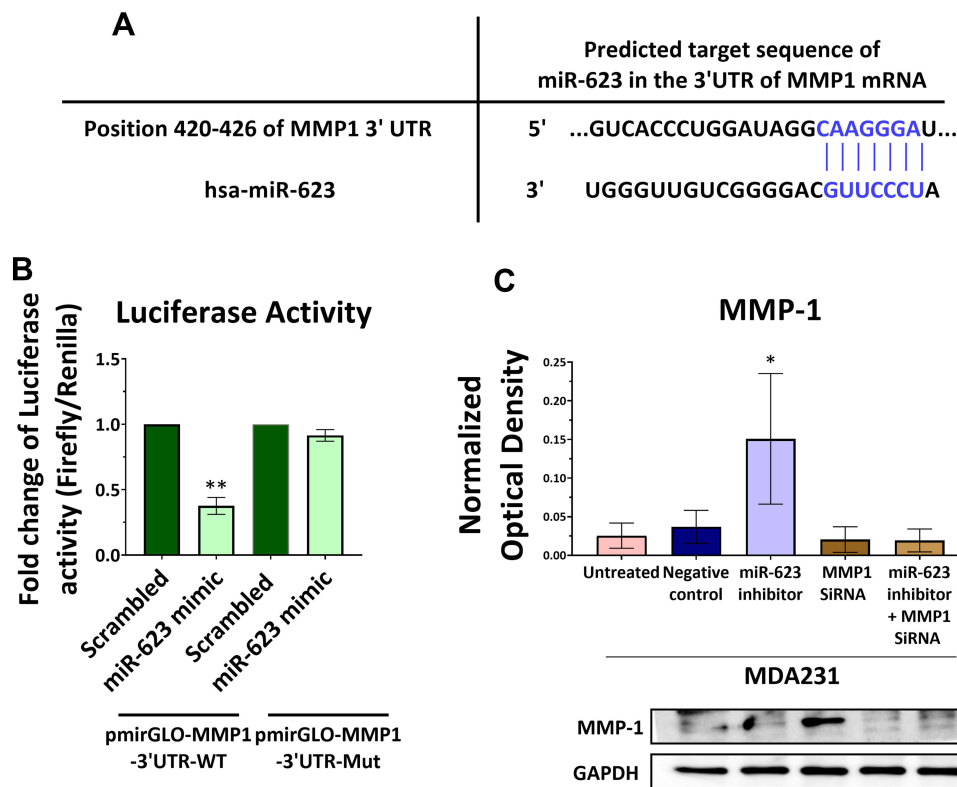 A
Predicted target sequence of
miR-623 in the 3'UTR of MMP1 mRNA
Position 420-426 of MMP1 3' UTR 5' ...GUCACCCUGGAUAGGCAAGGGAU...
hsa-miR-623 3' UGGGUUGUCGGGGACGUUCCCUA
B
Luciferase Activity
Fold change of Luciferase
activity (Firefly/Renilla)
1.5
1.0
0.5
0.0
**
Scrambled
miR-623 mimic
Scrambled
miR-623 mimic
pmirGLO-MMP1
-3'UTR-WT
pmirGLO-MMP1
-3'UTR-Mut
C
MMP-1
Normalized
Optical Density
0.25
0.20
0.15
0.10
0.05
0.00
*
Untreated
Negative
control
miR-623
inhibitor
MMP1
SiRNA
miR-623
inhibitor
+ MMP1
SiRNA
MDA231
MMP-1
GAPDH